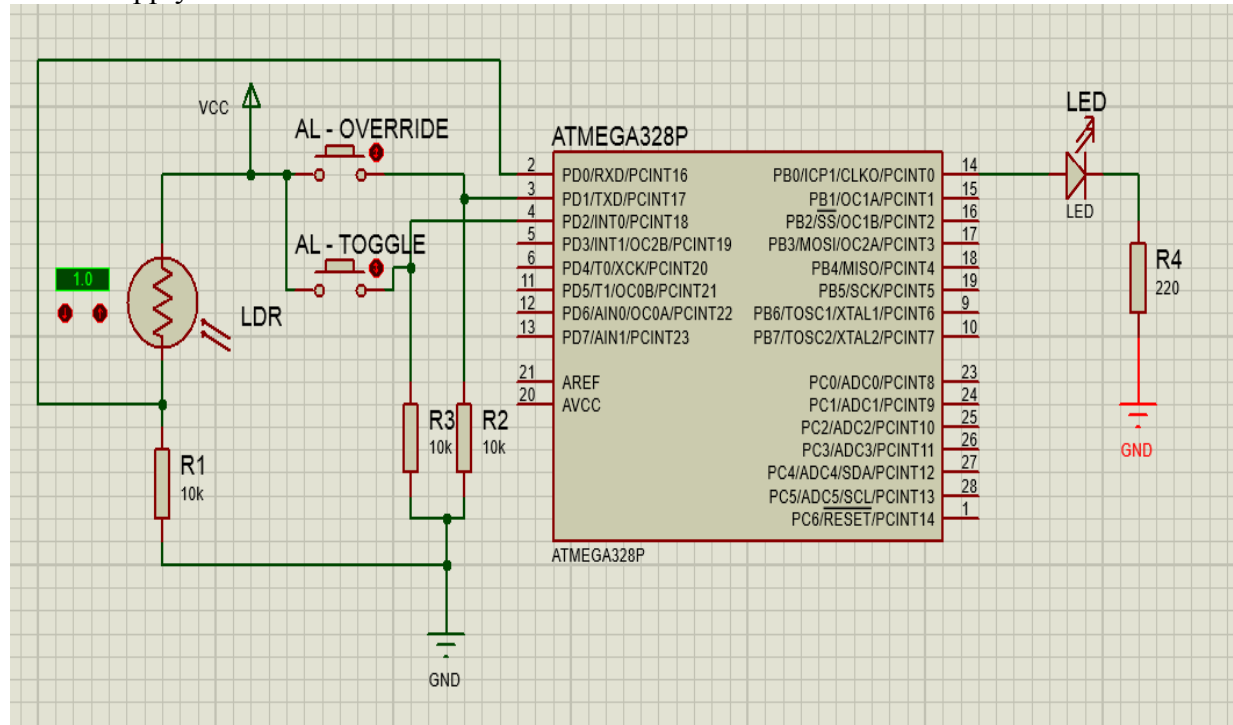 VCC
AL - OVERRIDE
AL - TOGGLE
1.0
LDR
R1
10k
R3
10k
R2
10k
GND
ATMEGA328P
2 PD0/RXD/PCINT16
3 PD1/TXD/PCINT17
4 PD2/INT0/PCINT18
5 PD3/INT1/OC2B/PCINT19
6 PD4/T0/XCK/PCINT20
11 PD5/T1/OC0B/PCINT21
12 PD6/AIN0/OC0A/PCINT22
13 PD7/AIN1/PCINT23
21 AREF
20 AVCC
PB0/ICP1/CLKO/PCINT0 14
PB1/OC1A/PCINT1 15
PB2/SS/OC1B/PCINT2 16
PB3/MOSI/OC2A/PCINT3 17
PB4/MISO/PCINT4 18
PB5/SCK/PCINT5 19
PB6/TOSC1/XTAL1/PCINT6 9
PB7/TOSC2/XTAL2/PCINT7 10
PC0/ADC0/PCINT8 23
PC1/ADC1/PCINT9 24
PC2/ADC2/PCINT10 25
PC3/ADC3/PCINT11 26
PC4/ADC4/SDA/PCINT12 27
PC5/ADC5/SCL/PCINT13 28
PC6/RESET/PCINT14 1
ATMEGA328P
LED
LED
R4
220
GND